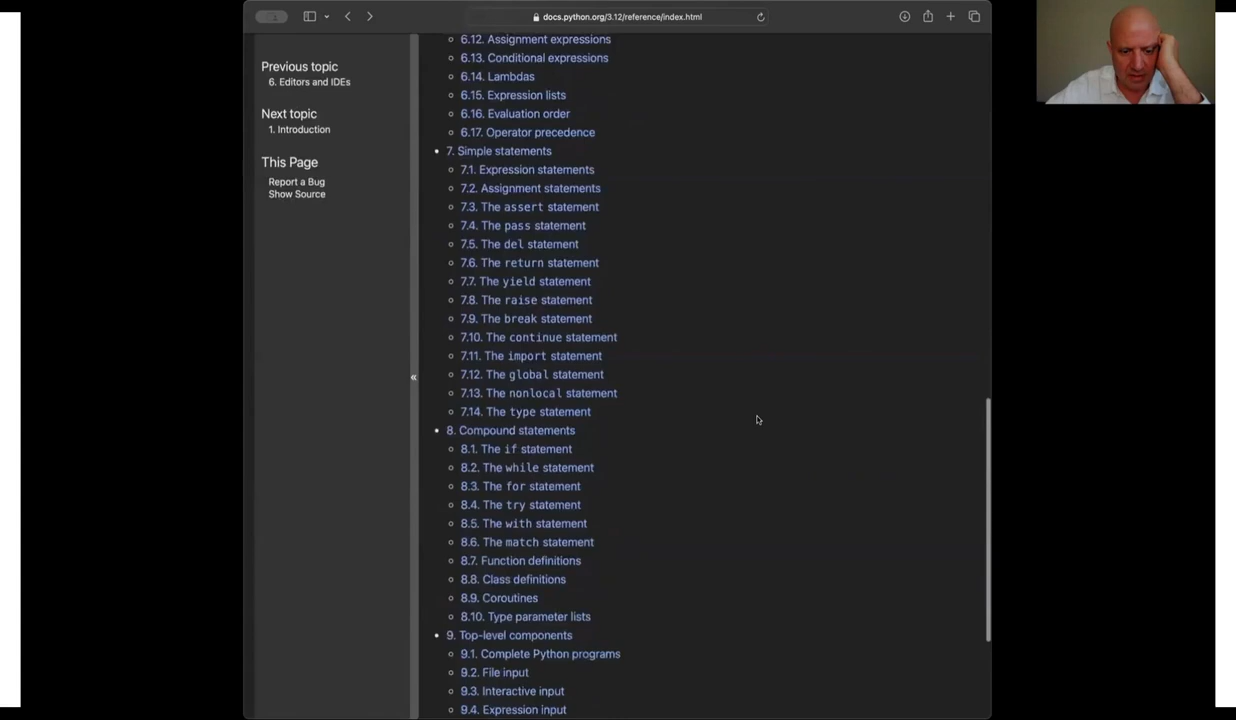 docs.python.org/3.12/reference/index.html
Previous topic
6. Editors and IDEs
Next topic
1. Introduction
This Page
Report a Bug
Show Source
«
6.12. Assignment expressions
6.13. Conditional expressions
6.14. Lambdas
6.15. Expression lists
6.16. Evaluation order
6.17. Operator precedence
7. Simple statements
7.1. Expression statements
7.2. Assignment statements
7.3. The assert statement
7.4. The pass statement
7.5. The del statement
7.6. The return statement
7.7. The yield statement
7.8. The raise statement
7.9. The break statement
7.10. The continue statement
7.11. The import statement
7.12. The global statement
7.13. The nonlocal statement
7.14. The type statement
8. Compound statements
8.1. The if statement
8.2. The while statement
8.3. The for statement
8.4. The try statement
8.5. The with statement
8.6. The match statement
8.7. Function definitions
8.8. Class definitions
8.9. Coroutines
8.10. Type parameter lists
9. Top-level components
9.1. Complete Python programs
9.2. File input
9.3. Interactive input
9.4. Expression input